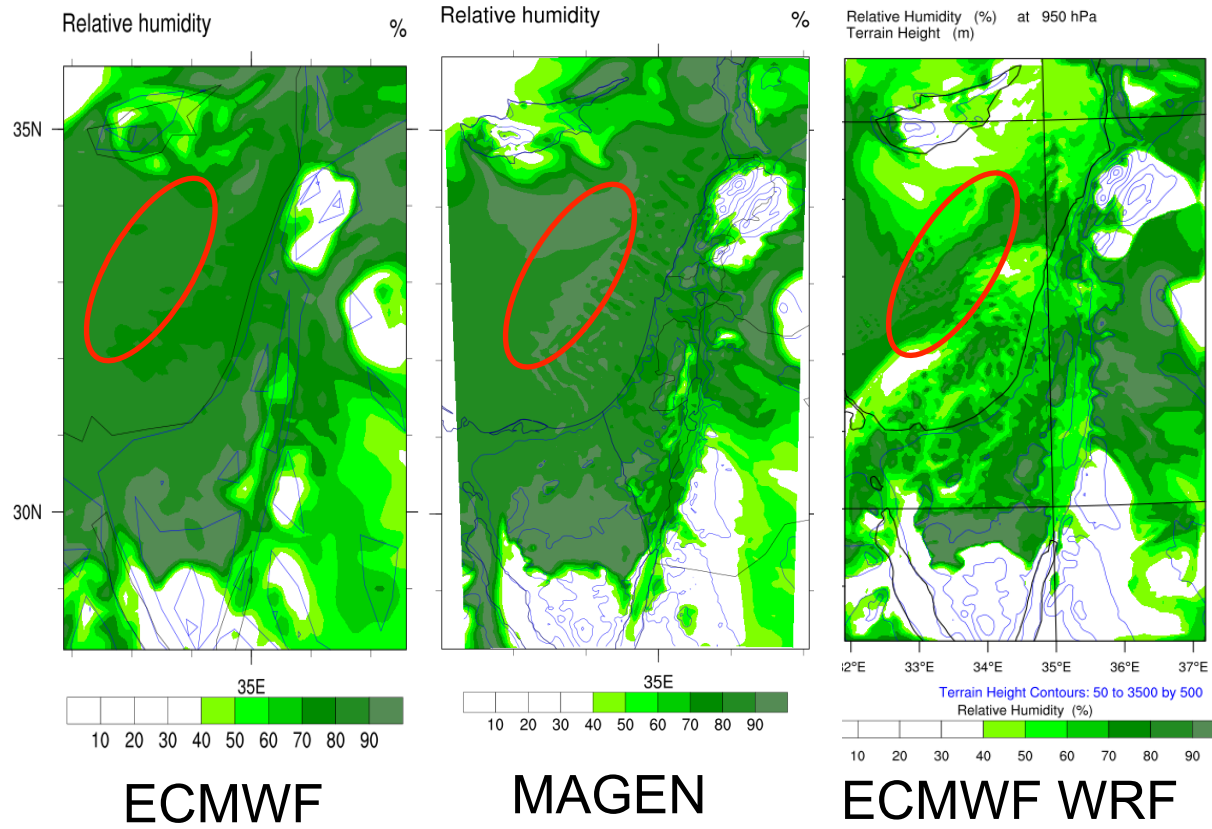 Relative humidity %
35N
30N
35E
10 20 30 40 50 60 70 80 90
ECMWF
Relative humidity %
35E
10 20 30 40 50 60 70 80 90
MAGEN
Relative Humidity (%) at 950 hPa
Terrain Height (m)
2°E 33°E 34°E 35°E 36°E 37°E
Terrain Height Contours: 50 to 3500 by 500
Relative Humidity (%)
10 20 30 40 50 60 70 80 90
ECMWF WRF